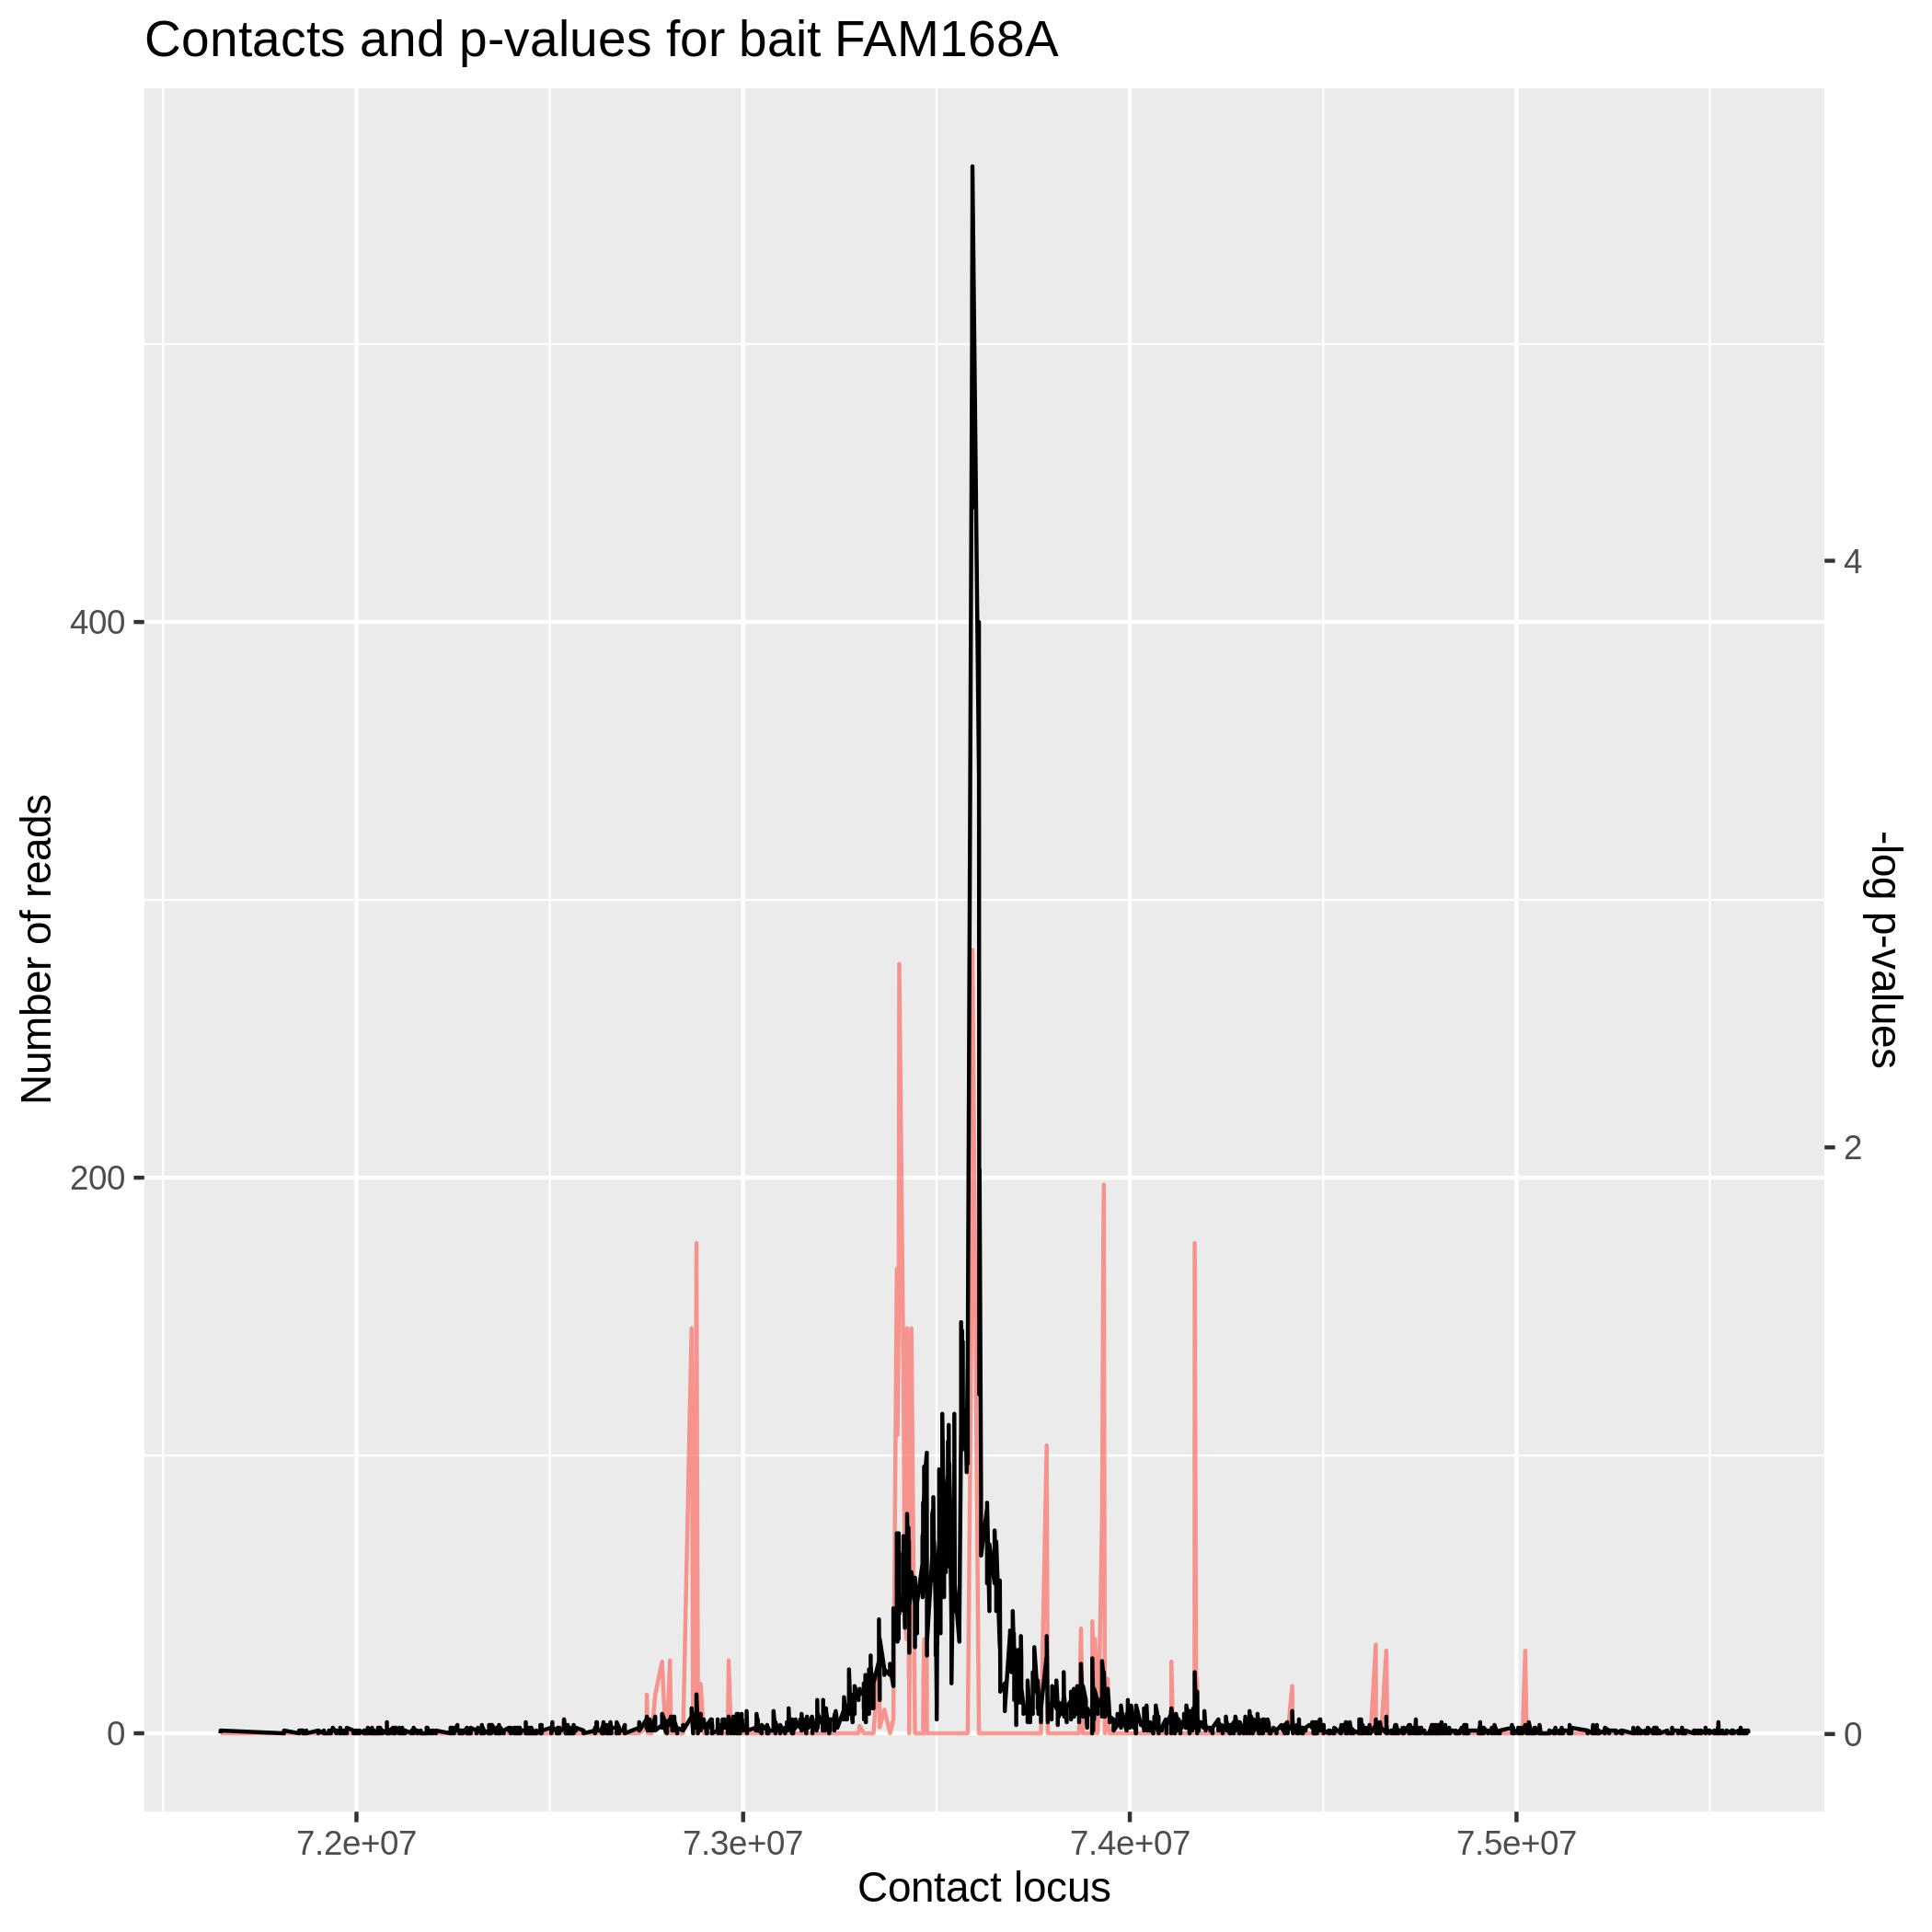 Contacts and p-values for bait FAM168A
Number of reads
400
200
0
4
2
0
-log p-values
7.2e+07
7.3e+07
7.4e+07
7.5e+07
Contact locus